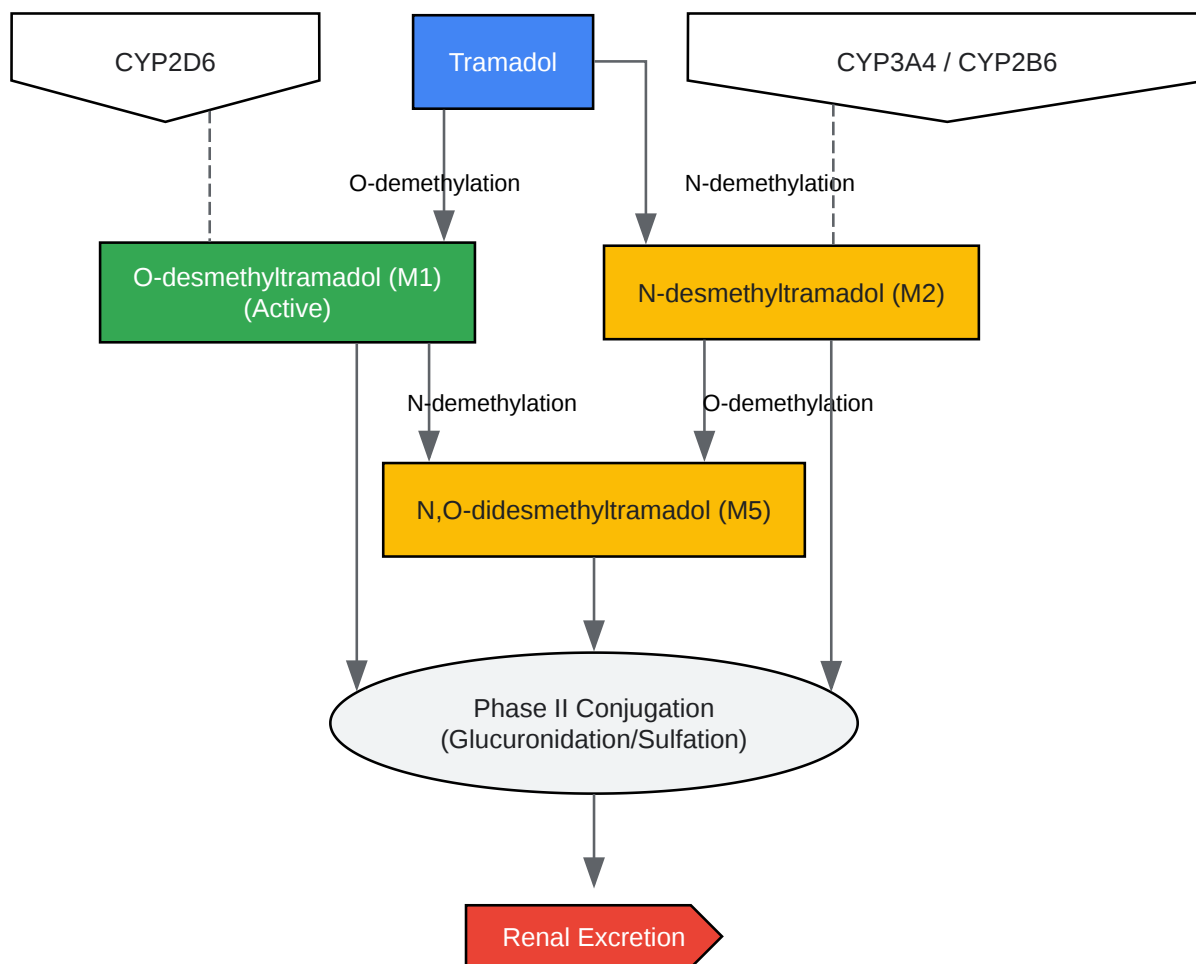 CYP2D6
Tramadol
CYP3A4 / CYP2B6
O-demethylation
N-demethylation
O-desmethyltramadol (M1)
(Active)
N-desmethyltramadol (M2)
N-demethylation
O-demethylation
N,O-didesmethyltramadol (M5)
Phase II Conjugation
(Glucuronidation/Sulfation)
Renal Excretion